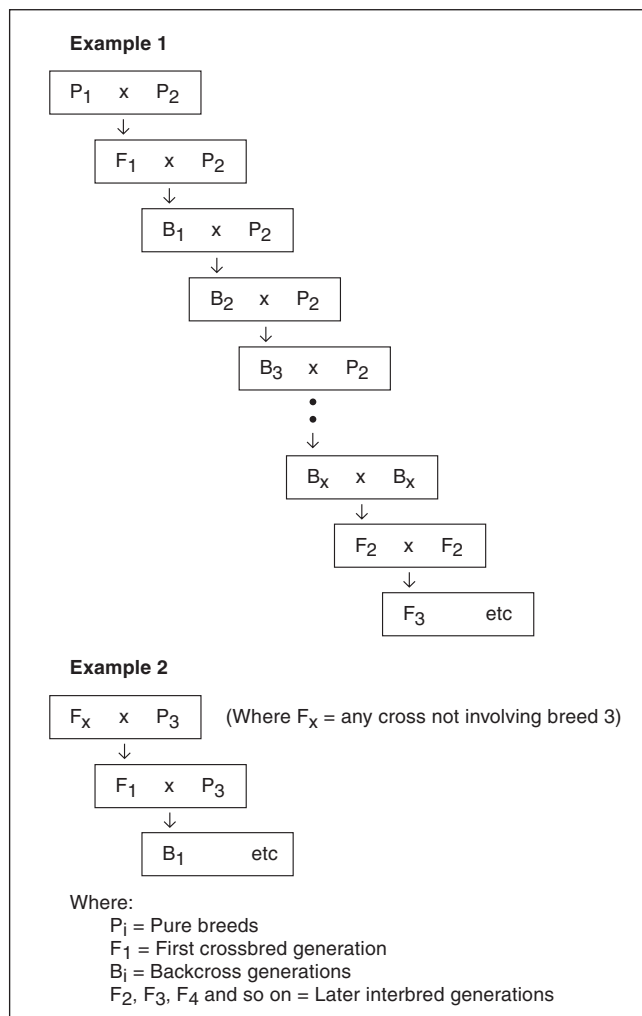 Example 1
P₁ x P₂
F₁ x P₂
B₁ x P₂
B₂ x P₂
B₃ x P₂
Bₓ x Bₓ
F₂ x F₂
F₃ etc
Example 2
Fₓ x P₃ (Where Fₓ = any cross not involving breed 3)
F₁ x P₃
B₁ etc
Where:
Pᵢ = Pure breeds
F₁ = First crossbred generation
Bᵢ = Backcross generations
F₂, F₃, F₄ and so on = Later interbred generations